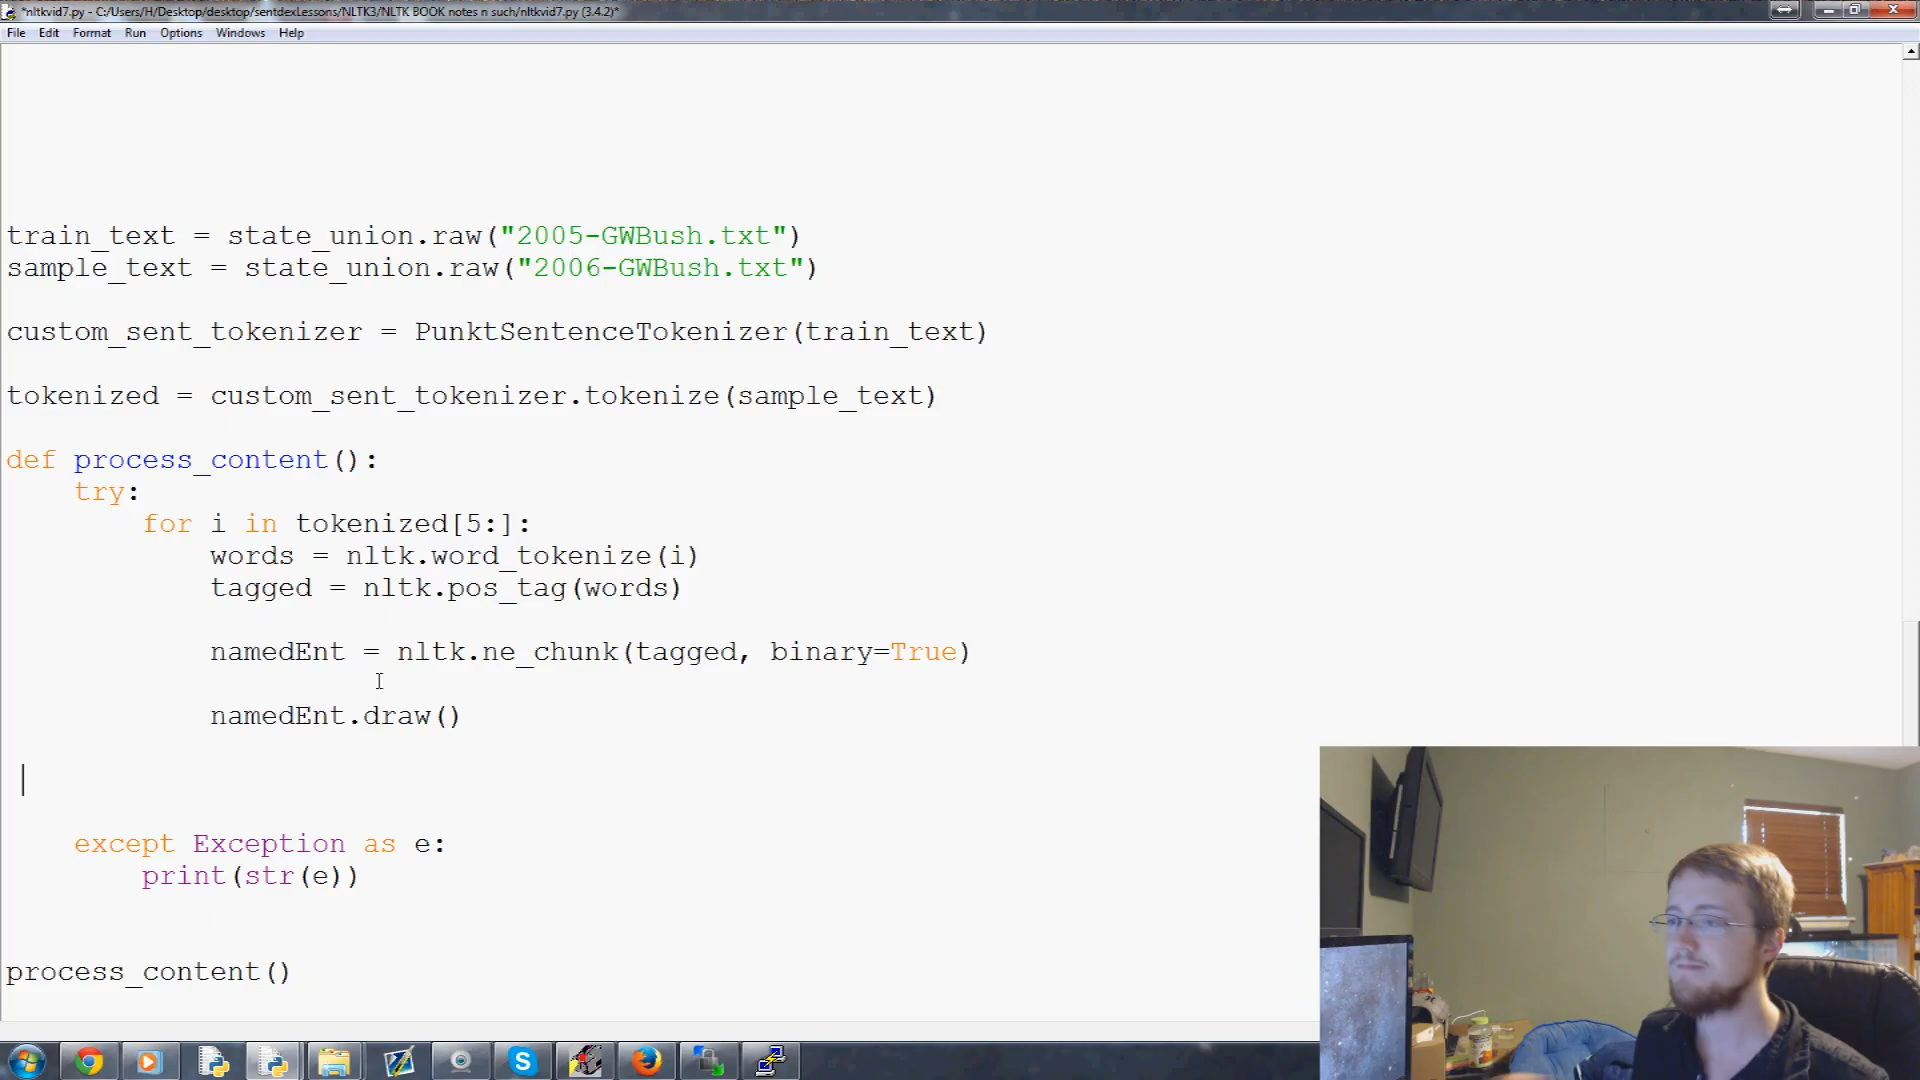 *nltkvid7.py - C:/Users/H/Desktop/desktop/sentdexLessons/NLTK3/NLTK BOOK notes n such/nltkvid7.py (3.4.2)*
File Edit Format Run Options Windows Help
train_text = state_union.raw("2005-GWBush.txt")
sample_text = state_union.raw("2006-GWBush.txt")
custom_sent_tokenizer = PunktSentenceTokenizer(train_text)
tokenized = custom_sent_tokenizer.tokenize(sample_text)
def process_content():
try:
for i in tokenized[5:]:
words = nltk.word_tokenize(i)
tagged = nltk.pos_tag(words)
namedEnt = nltk.ne_chunk(tagged, binary=True)
namedEnt.draw()
except Exception as e:
print(str(e))
process_content()